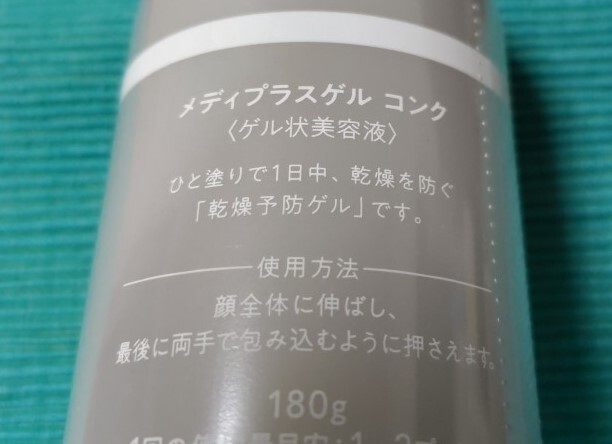 メディプラスゲル コンク
〈ゲル状美容液〉
ひと塗りで1日中、乾燥を防ぐ
「乾燥予防ゲル」です。
使用方法
顔全体に伸ばし、
最後に両手で包み込むように押さえます。
180g